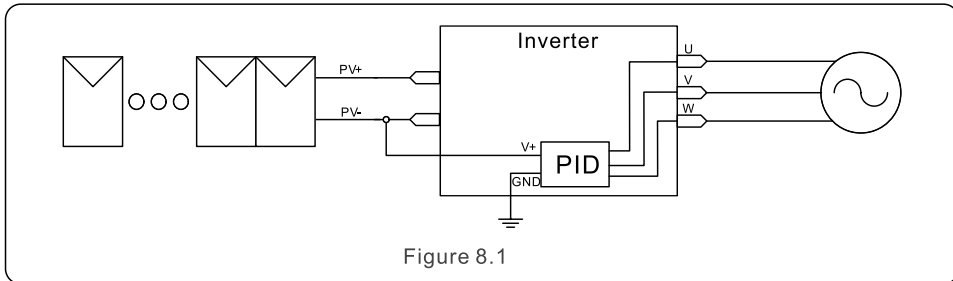 Inverter
U
PV+
V
PV-
W
V+
PID
GND
Figure 8.1